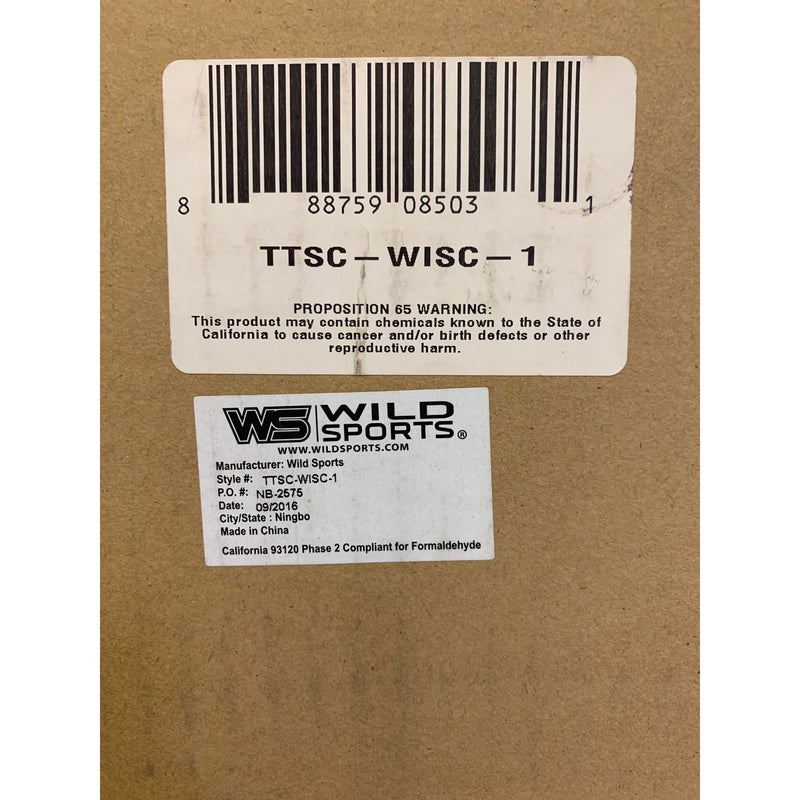 8 88759 08503 1
TTSC-WISC-1
PROPOSITION 65 WARNING:
This product may contain chemicals known to the State of
California to cause cancer and/or birth defects or other
reproductive harm.
WS WILD
SPORTS®
WWW.WILDSPORTS.COM
Manufacturer: Wild Sports
Style #: TTSC-WISC-1
P.O. #: NB-2575
Date: 09/2016
City/State : Ningbo
Made in China
California 93120 Phase 2 Compliant for Formaldehyde